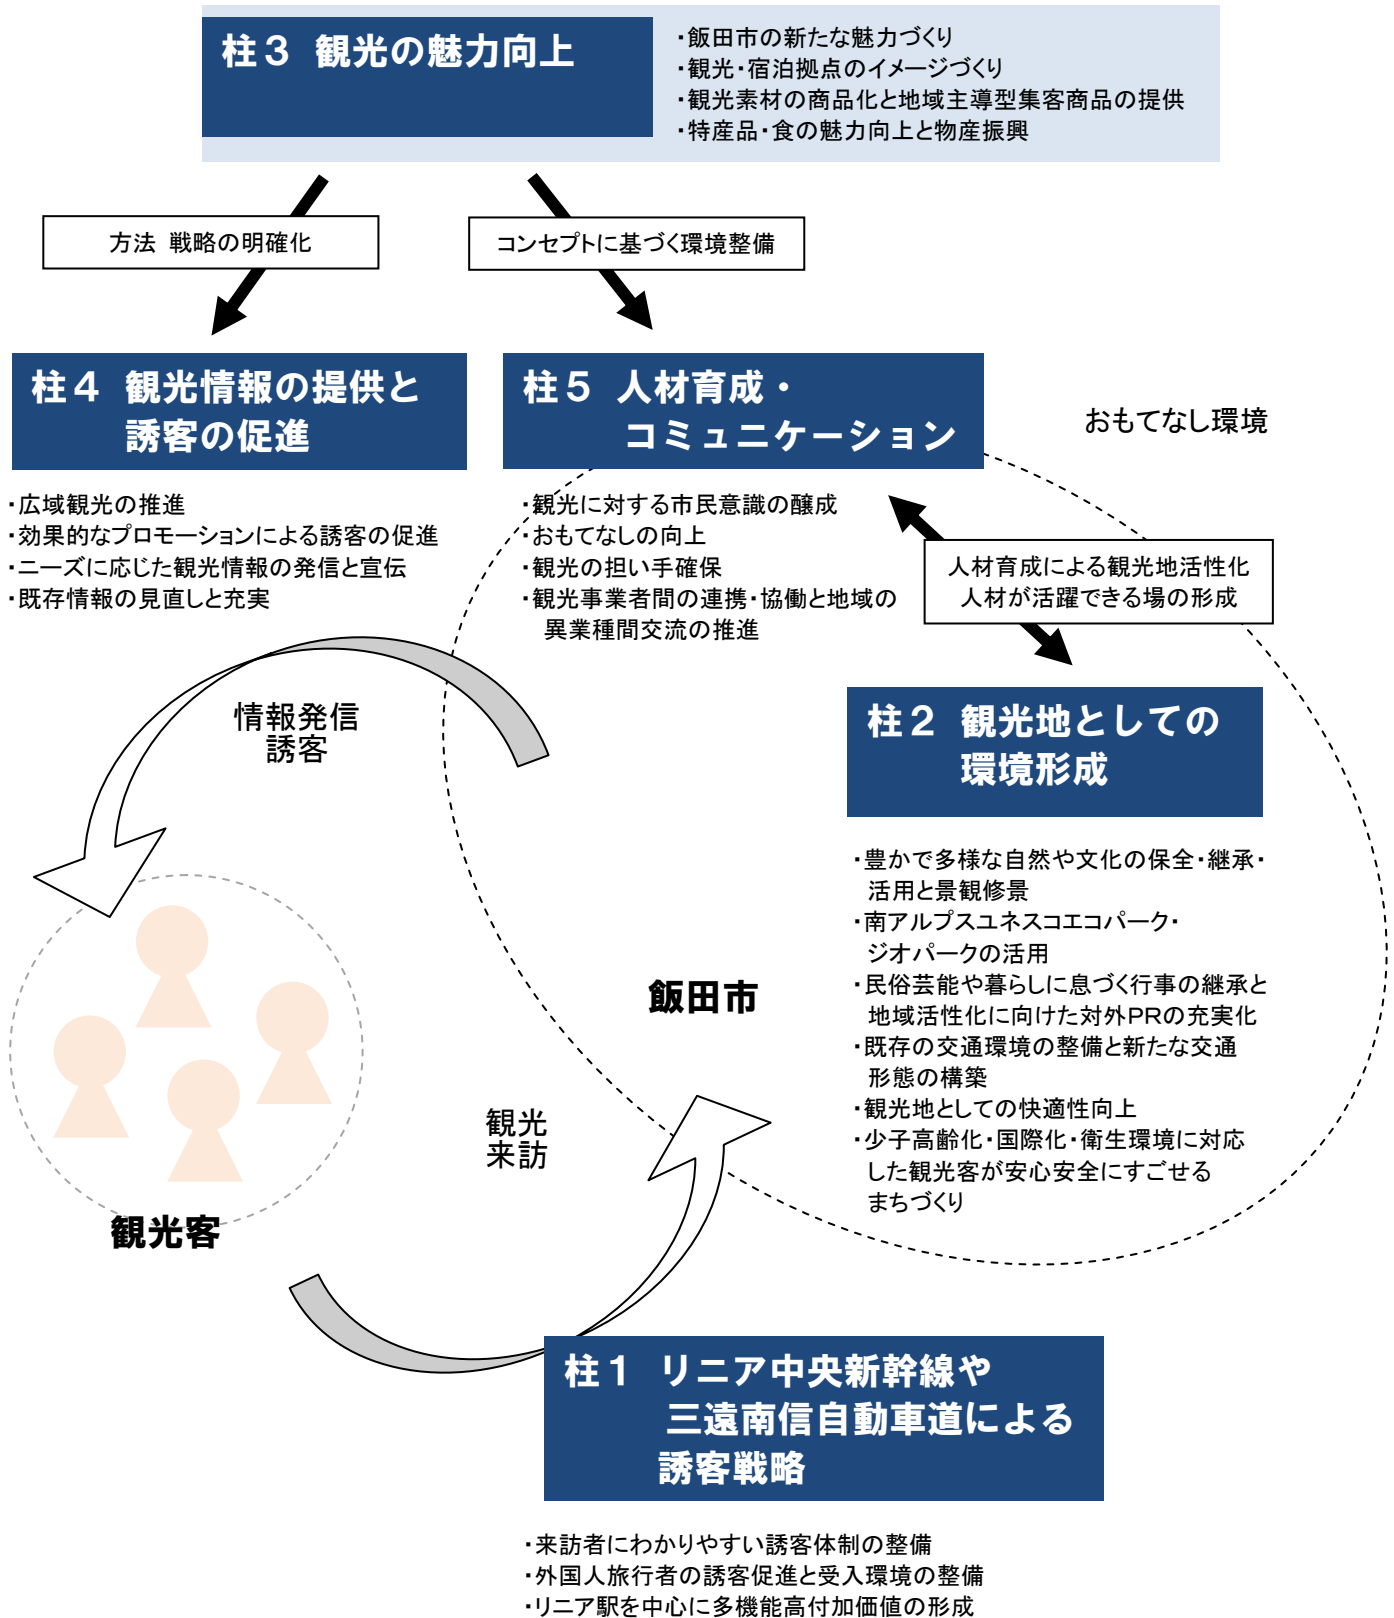 柱３ 観光の魅力向上
・飯田市の新たな魅力づくり
・観光・宿泊拠点のイメージづくり
・観光素材の商品化と地域主導型集客商品の提供
・特産品・食の魅力向上と物産振興
方法 戦略の明確化
コンセプトに基づく環境整備
柱４ 観光情報の提供と
誘客の促進
・広域観光の推進
・効果的なプロモーションによる誘客の促進
・ニーズに応じた観光情報の発信と宣伝
・既存情報の見直しと充実
柱５ 人材育成・
コミュニケーション
・観光に対する市民意識の醸成
・おもてなしの向上
・観光の担い手確保
・観光事業者間の連携・協働と地域の
異業種間交流の推進
おもてなし環境
人材育成による観光地活性化
人材が活躍できる場の形成
情報発信
誘客
柱２ 観光地としての
環境形成
・豊かで多様な自然や文化の保全・継承・
活用と景観修景
・南アルプスユネスコエコパーク・
ジオパークの活用
・民俗芸能や暮らしに息づく行事の継承と
地域活性化に向けた対外PRの充実化
・既存の交通環境の整備と新たな交通
形態の構築
・観光地としての快適性向上
・少子高齢化・国際化・衛生環境に対応
した観光客が安心安全にすごせる
まちづくり
飯田市
観光
来訪
観光客
柱１ リニア中央新幹線や
三遠南信自動車道による
誘客戦略
・来訪者にわかりやすい誘客体制の整備
・外国人旅行者の誘客促進と受入環境の整備
・リニア駅を中心に多機能高付加価値の形成